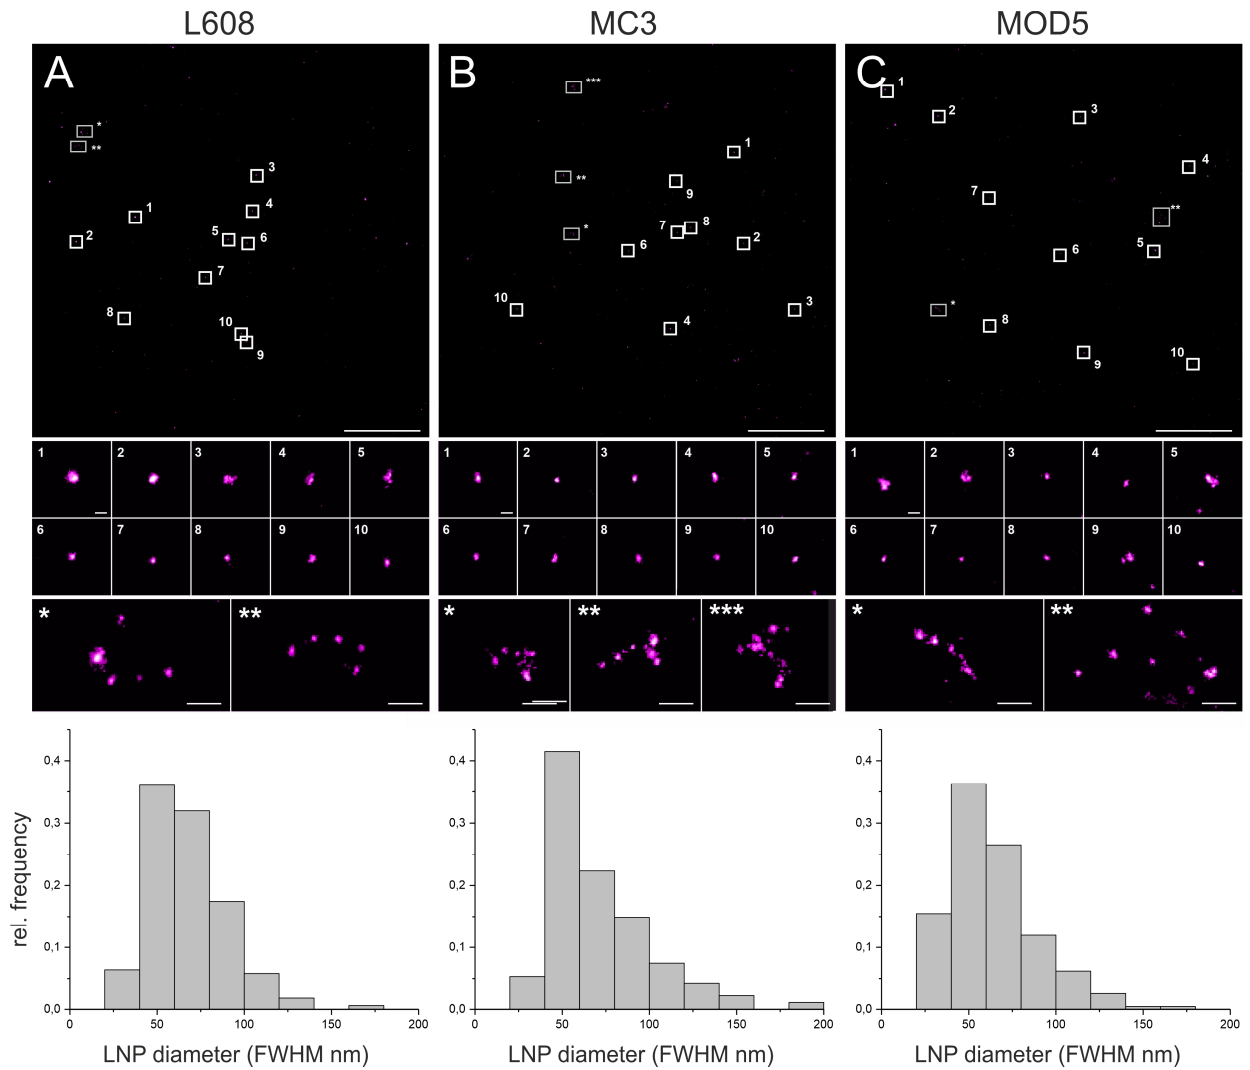 L608 MC3 MOD5
A B C
* ** 1 2 3 4 5 6 7 8 9 10
*** ** * 1 2 3 4 5 6 7 8 9 10
1 2 3 4 5 6 7 8 9 10 * **
1 2 3 4 5 1 2 3 4 5 1 2 3 4 5
6 7 8 9 10 6 7 8 9 10 6 7 8 9 10
* ** * ** *** * **
rel. frequency
0,4 0,4 0,4
0,3 0,3 0,3
0,2 0,2 0,2
0,1 0,1 0,1
0,0 0,0 0,0
0 50 100 150 200 0 50 100 150 200 0 50 100 150 200
LNP diameter (FWHM nm) LNP diameter (FWHM nm) LNP diameter (FWHM nm)